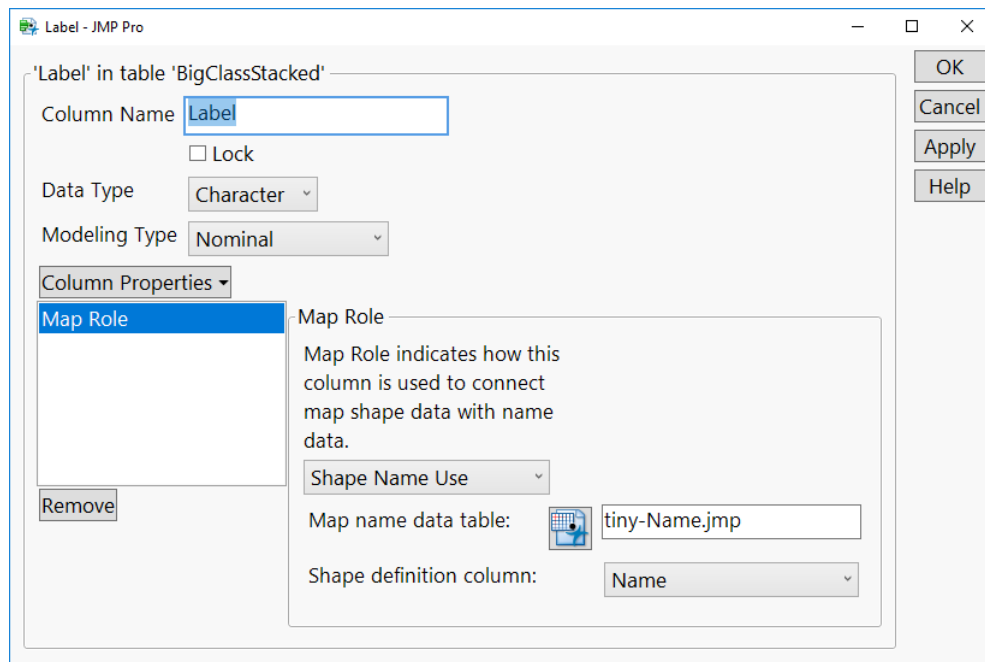 Label - JMP Pro
'Label' in table 'BigClassStacked'
OK
Column Name Label
Cancel
Lock
Apply
Data Type Character
Help
Modeling Type Nominal
Column Properties
Map Role
Map Role
Map Role indicates how this
column is used to connect
map shape data with name
data.
Shape Name Use
Remove
Map name data table: tiny-Name.jmp
Shape definition column: Name